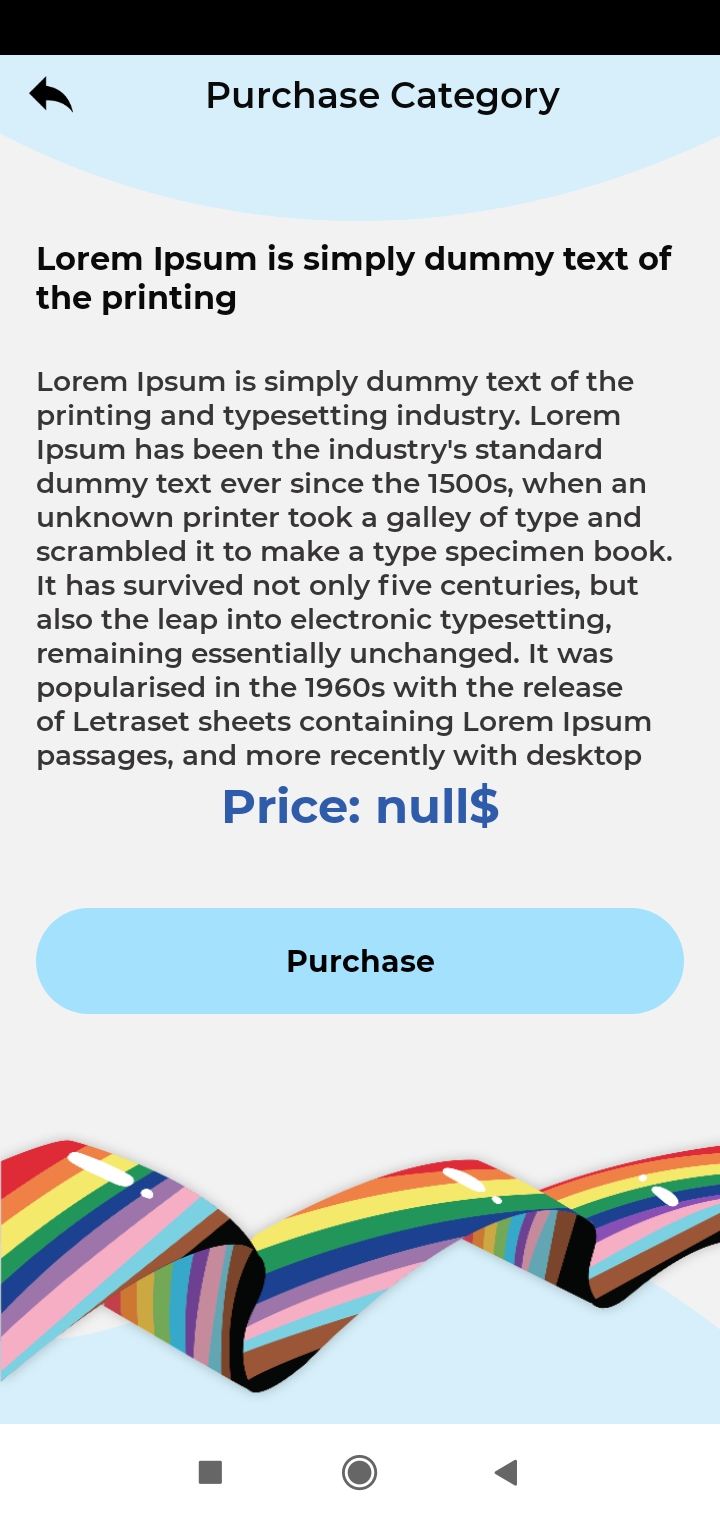 Purchase Category
Lorem Ipsum is simply dummy text of
the printing
Lorem Ipsum is simply dummy text of the
printing and typesetting industry. Lorem
Ipsum has been the industry's standard
dummy text ever since the 1500s, when an
unknown printer took a galley of type and
scrambled it to make a type specimen book.
It has survived not only five centuries, but
also the leap into electronic typesetting,
remaining essentially unchanged. It was
popularised in the 1960s with the release
of Letraset sheets containing Lorem Ipsum
passages, and more recently with desktop
Price: null$
Purchase